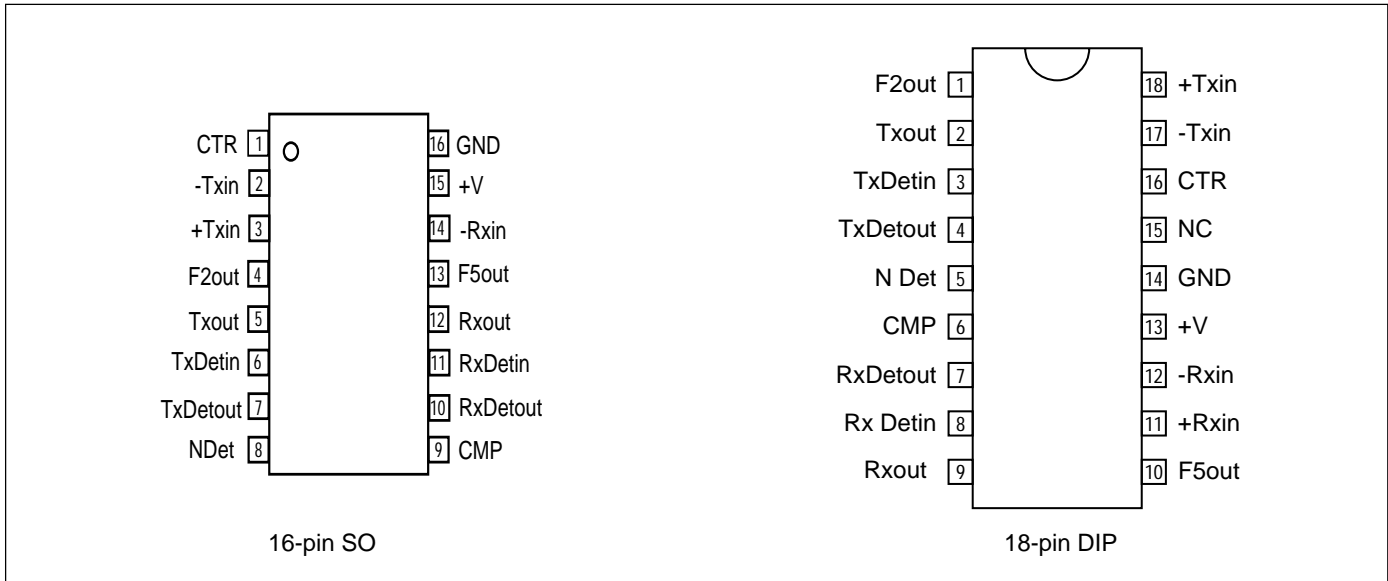 CTR 1 16 GND
-Txin 2 15 +V
+Txin 3 14 -Rxin
F2out 4 13 F5out
Txout 5 12 Rxout
TxDetin 6 11 RxDetin
TxDetout 7 10 RxDetout
NDet 8 9 CMP
16-pin SO
F2out 1 18 +Txin
Txout 2 17 -Txin
TxDetin 3 16 CTR
TxDetout 4 15 NC
N Det 5 14 GND
CMP 6 13 +V
RxDetout 7 12 -Rxin
Rx Detin 8 11 +Rxin
Rxout 9 10 F5out
18-pin DIP